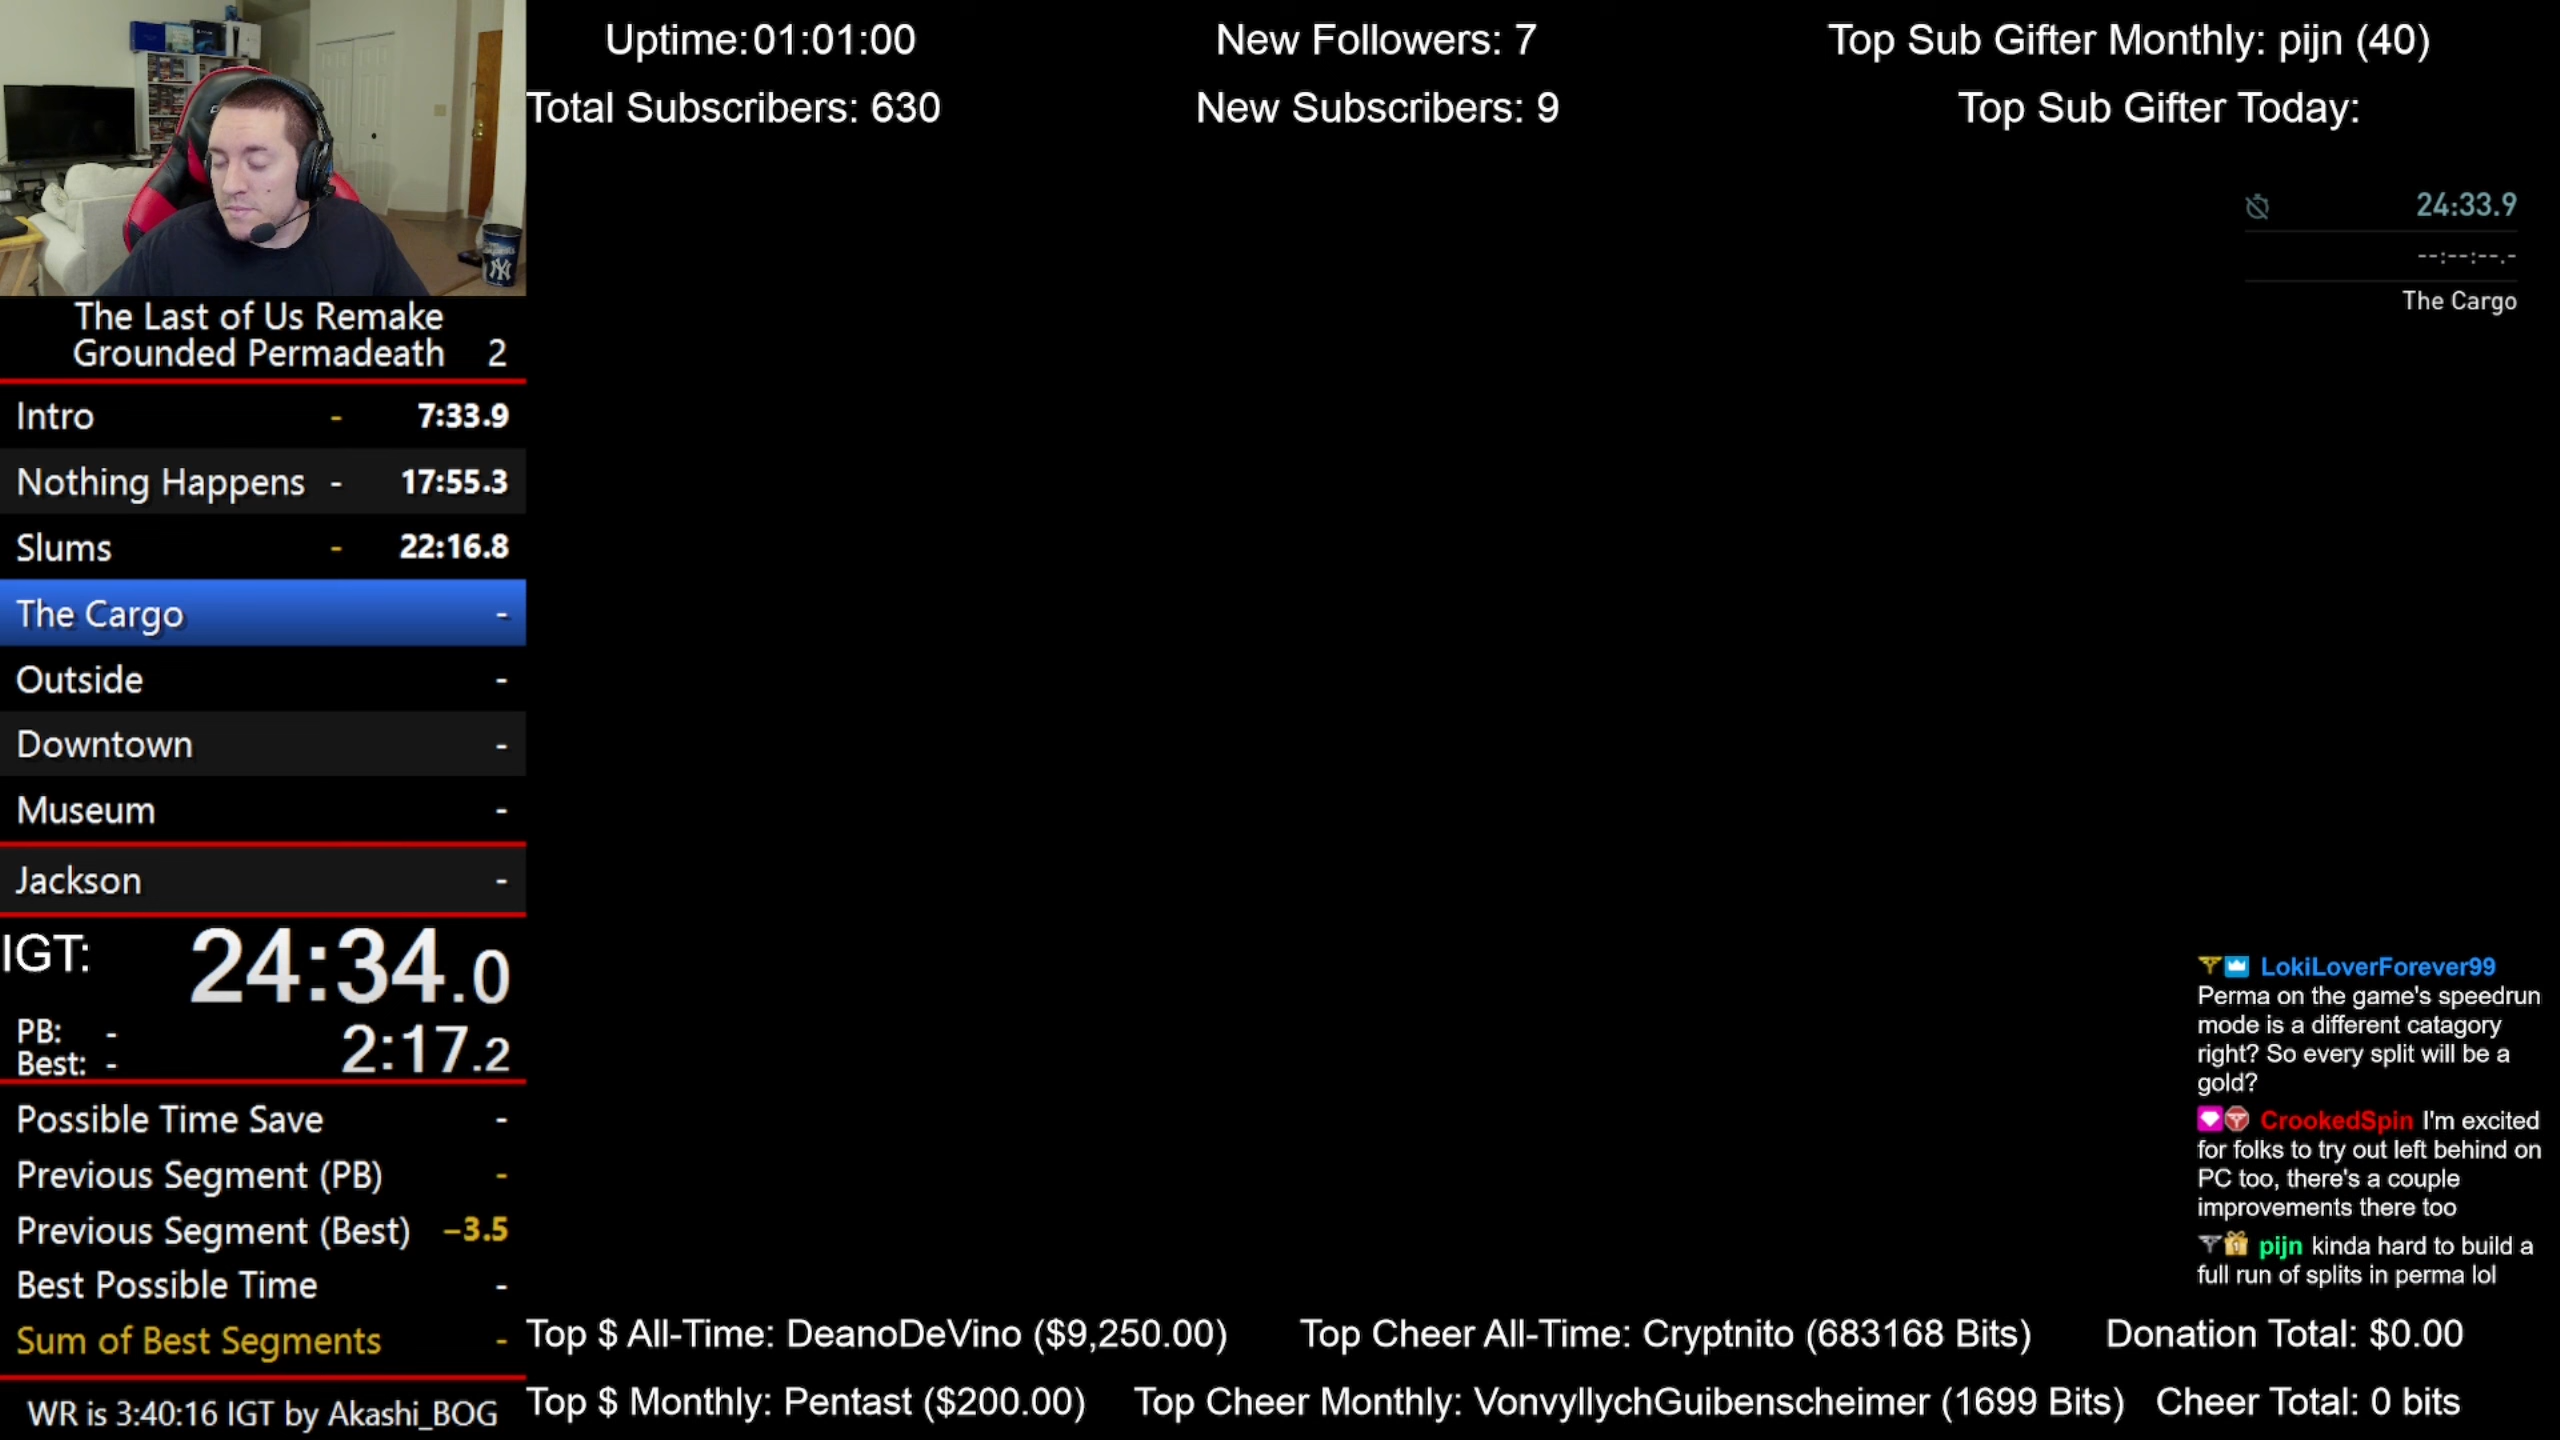 Uptime: 01:01:00
New Followers: 7
Top Sub Gifter Monthly: pijn (40)
Total Subscribers: 630
New Subscribers: 9
Top Sub Gifter Today:
24:33.9
--:--:--.-
The Cargo
The Last of Us Remake
Grounded Permadeath 2
Intro - 7:33.9
Nothing Happens - 17:55.3
Slums - 22:16.8
The Cargo -
Outside -
Downtown -
Museum -
Jackson -
IGT: 24:34.0
PB: -
Best: - 2:17.2
Possible Time Save -
Previous Segment (PB) -
Previous Segment (Best) −3.5
Best Possible Time -
Sum of Best Segments -
WR is 3:40:16 IGT by Akashi_BOG
LokiLoverForever99
Perma on the game's speedrun
mode is a different catagory
right? So every split will be a
gold?
CrookedSpin I'm excited
for folks to try out left behind on
PC too, there's a couple
improvements there too
pijn kinda hard to build a
full run of splits in perma lol
Top $ All-Time: DeanoDeVino ($9,250.00)
Top Cheer All-Time: Cryptnito (683168 Bits)
Donation Total: $0.00
Top $ Monthly: Pentast ($200.00)
Top Cheer Monthly: VonvyllychGuibenscheimer (1699 Bits)
Cheer Total: 0 bits